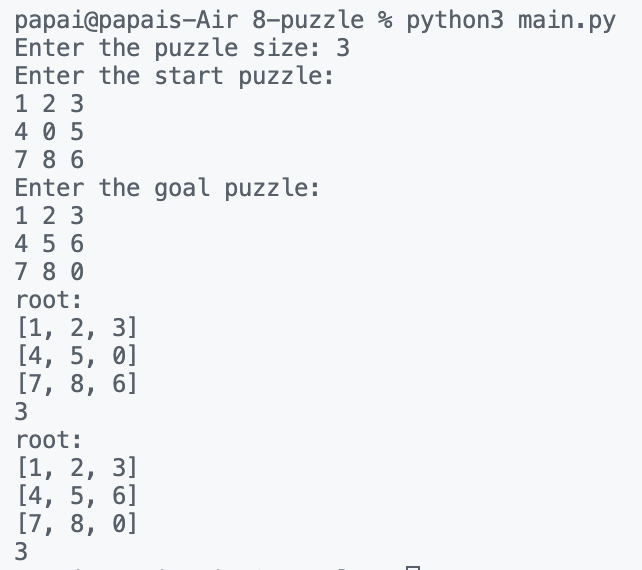 papai@papais-Air 8-puzzle % python3 main.py
Enter the puzzle size: 3
Enter the start puzzle:
1 2 3
4 0 5
7 8 6
Enter the goal puzzle:
1 2 3
4 5 6
7 8 0
root:
[1, 2, 3]
[4, 5, 0]
[7, 8, 6]
3
root:
[1, 2, 3]
[4, 5, 6]
[7, 8, 0]
3